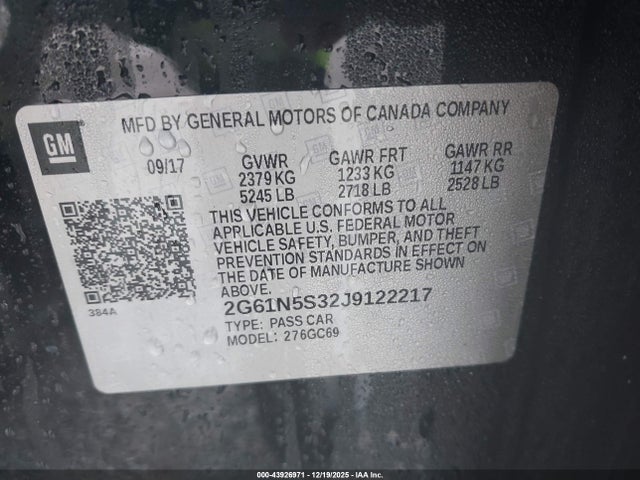 GM
MFD BY GENERAL MOTORS OF CANADA COMPANY
09/17 GVWR GAWR FRT GAWR RR
2379 KG 1233 KG 1147 KG
5245 LB 2718 LB 2528 LB
THIS VEHICLE CONFORMS TO ALL
APPLICABLE U.S. FEDERAL MOTOR
VEHICLE SAFETY, BUMPER, AND THEFT
PREVENTION STANDARDS IN EFFECT ON
THE DATE OF MANUFACTURE SHOWN
ABOVE.
2G61N5S32J9122217
384A
TYPE: PASS CAR
MODEL: 276GC69
000-43926971 - 12/19/2025 - IAA Inc.